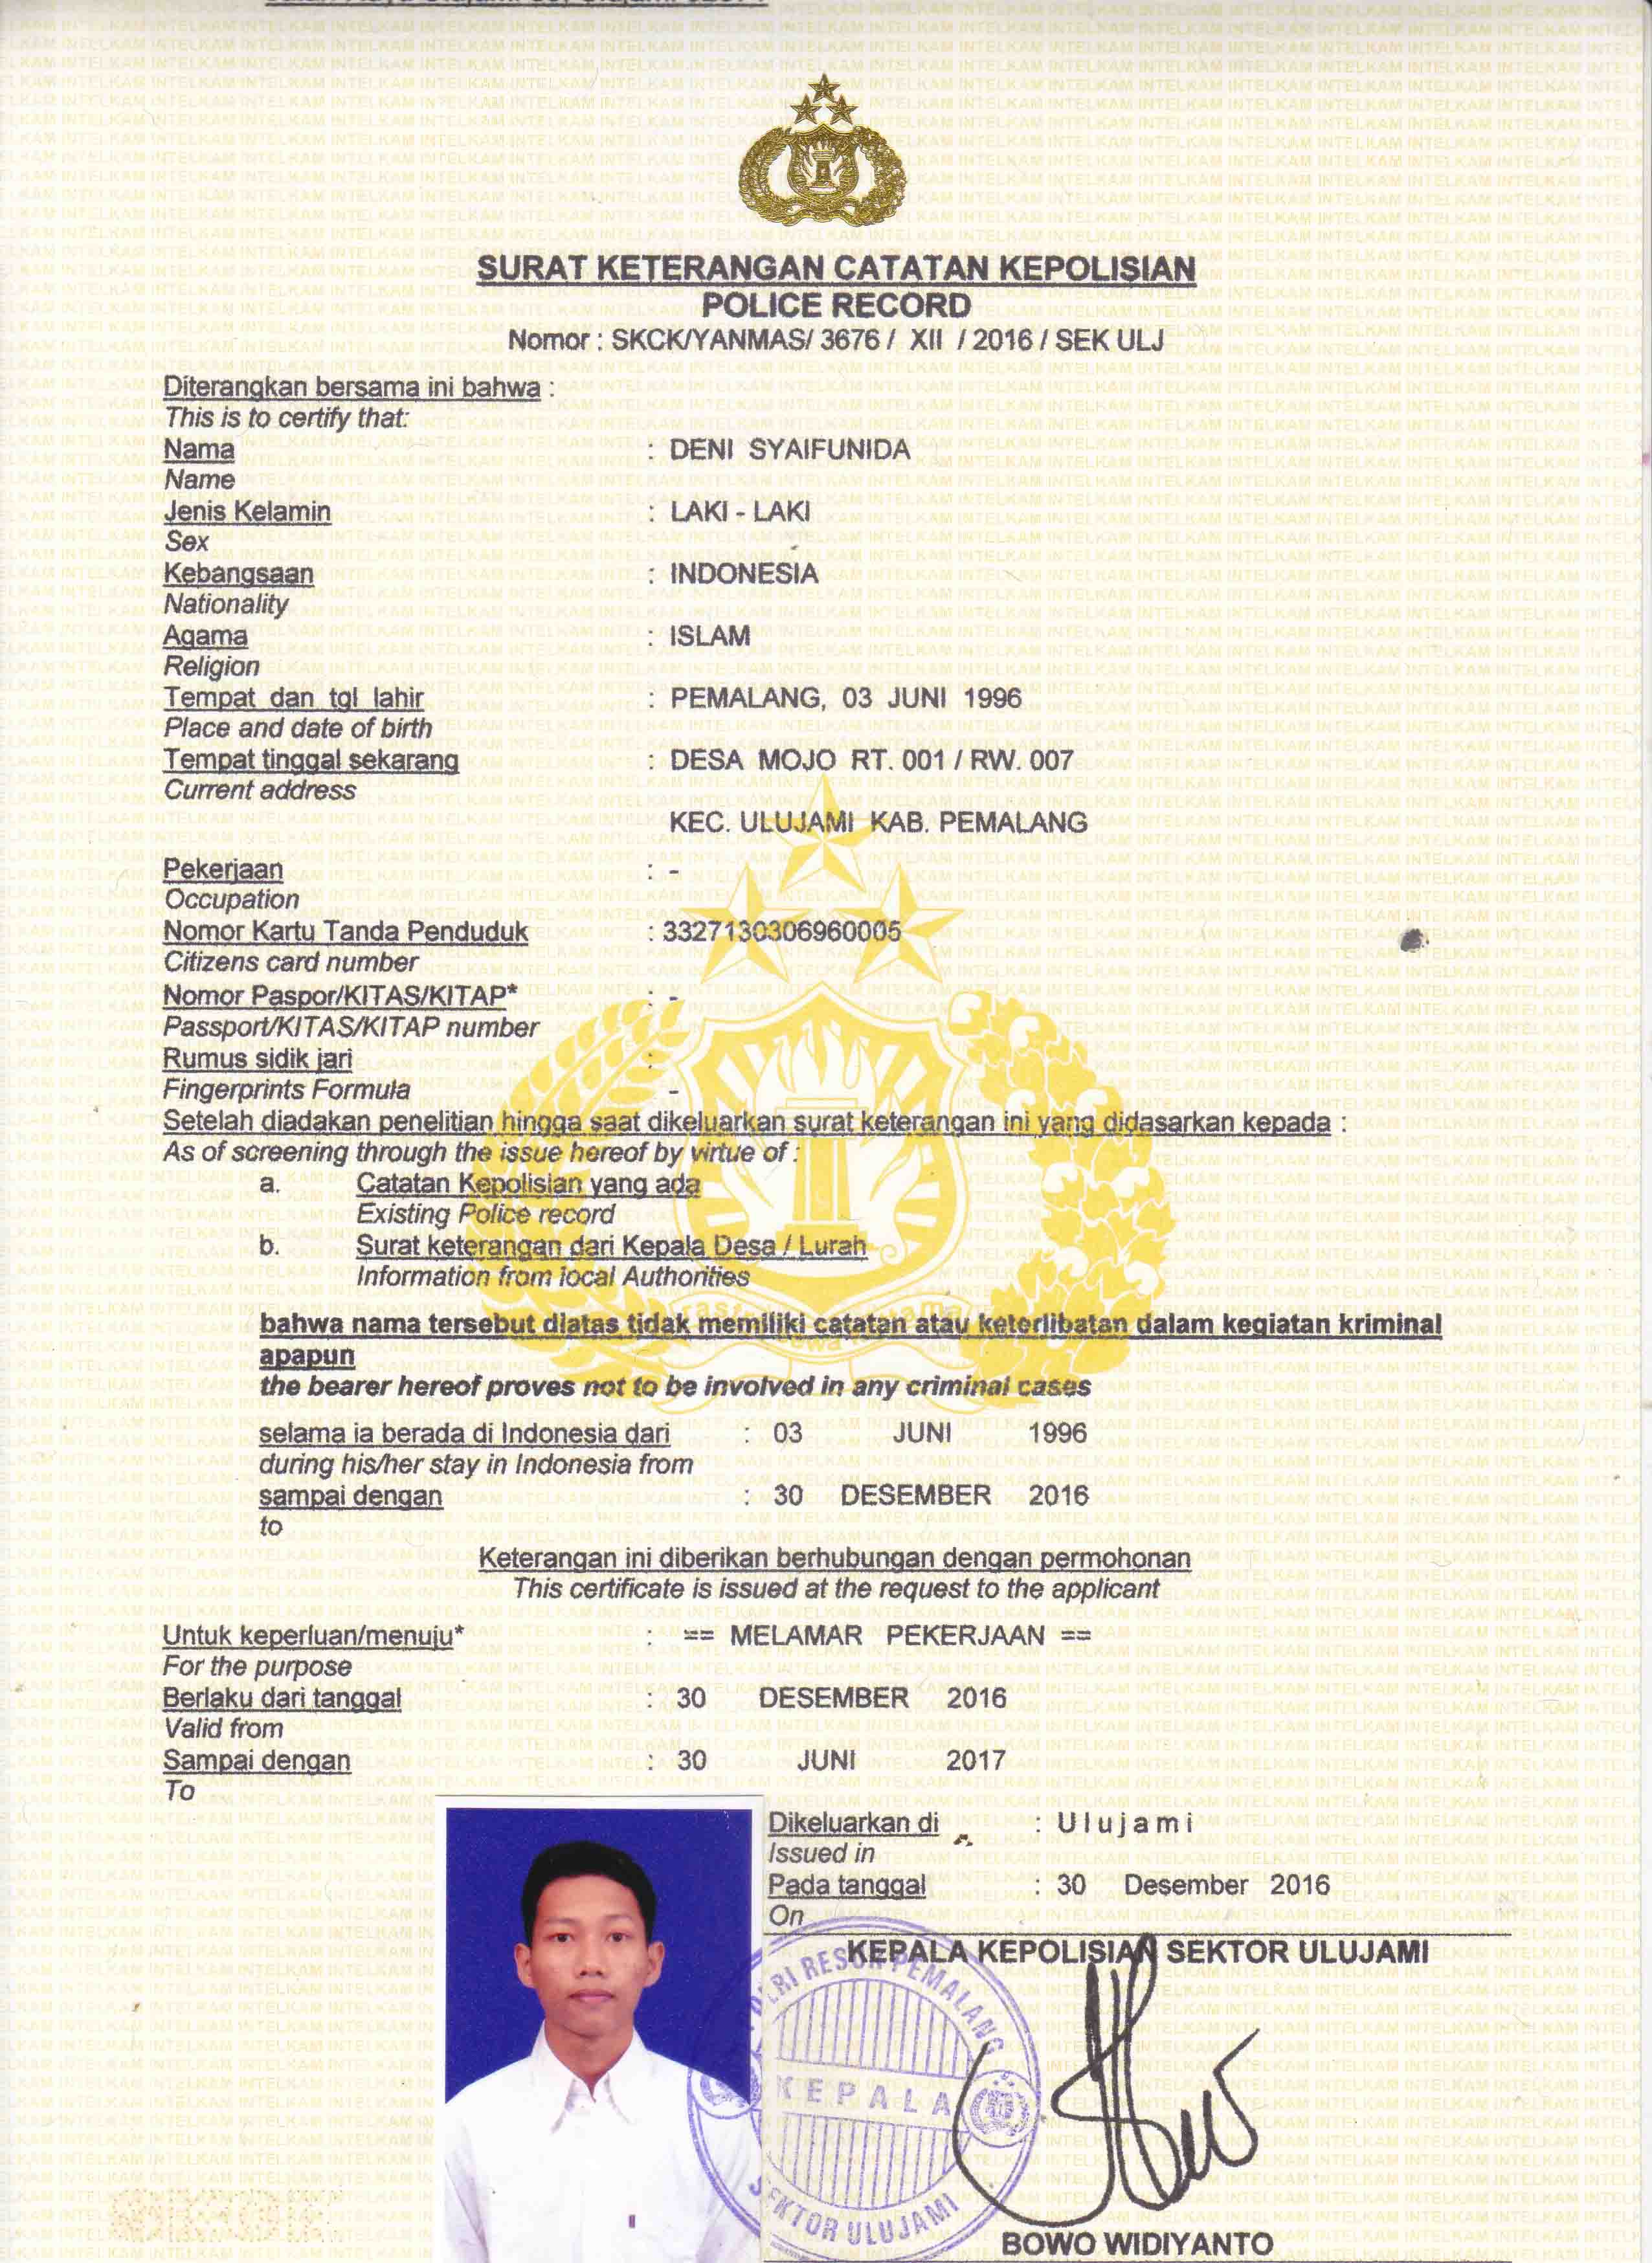 SURAT KETERANGAN CATATAN KEPOLISIAN
POLICE RECORD
Nomor : SKCK/YANMAS/ 3676 / XII / 2016 / SEK ULJ
Diterangkan bersama ini bahwa :
This is to certify that:
Nama : DENI SYAIFUNIDA
Name
Jenis Kelamin : LAKI - LAKI
Sex
Kebangsaan : INDONESIA
Nationality
Agama : ISLAM
Religion
Tempat dan tgl lahir : PEMALANG, 03 JUNI 1996
Place and date of birth
Tempat tinggal sekarang : DESA MOJO RT. 001 / RW. 007
Current address
KEC. ULUJAMI KAB. PEMALANG
Pekerjaan : -
Occupation
Nomor Kartu Tanda Penduduk : 3327130306960005
Citizens card number
Nomor Paspor/KITAS/KITAP* : -
Passport/KITAS/KITAP number
Rumus sidik jari :
Fingerprints Formula -
Setelah diadakan penelitian hingga saat dikeluarkan surat keterangan ini yang didasarkan kepada :
As of screening through the issue hereof by virtue of :
a. Catatan Kepolisian yang ada
Existing Police record
b. Surat keterangan dari Kepala Desa / Lurah
Information from local Authorities
bahwa nama tersebut diatas tidak memiliki catatan atau keterlibatan dalam kegiatan kriminal
apapun
the bearer hereof proves not to be involved in any criminal cases
selama ia berada di Indonesia dari : 03 JUNI 1996
during his/her stay in Indonesia from
sampai dengan : 30 DESEMBER 2016
to
Keterangan ini diberikan berhubungan dengan permohonan
This certificate is issued at the request to the applicant
Untuk keperluan/menuju* : == MELAMAR PEKERJAAN ==
For the purpose
Berlaku dari tanggal : 30 DESEMBER 2016
Valid from
Sampai dengan : 30 JUNI 2017
To
Dikeluarkan di : Ulujami
Issued in
Pada tanggal : 30 Desember 2016
On
KEPALA KEPOLISIAN SEKTOR ULUJAMI
RESOR PEMALANG
KEPALA
SEKTOR ULUJAMI
BOWO WIDIYANTO